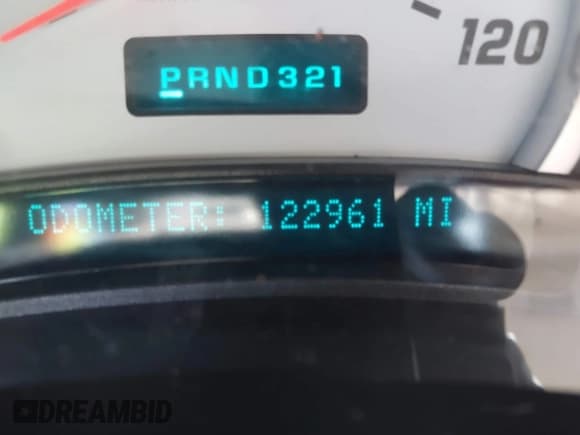 120
PRND321
ODOMETER: 122961 MI
DREAMBID